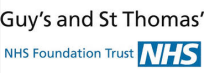 Guy's and St Thomas'
NHS Foundation Trust NHS